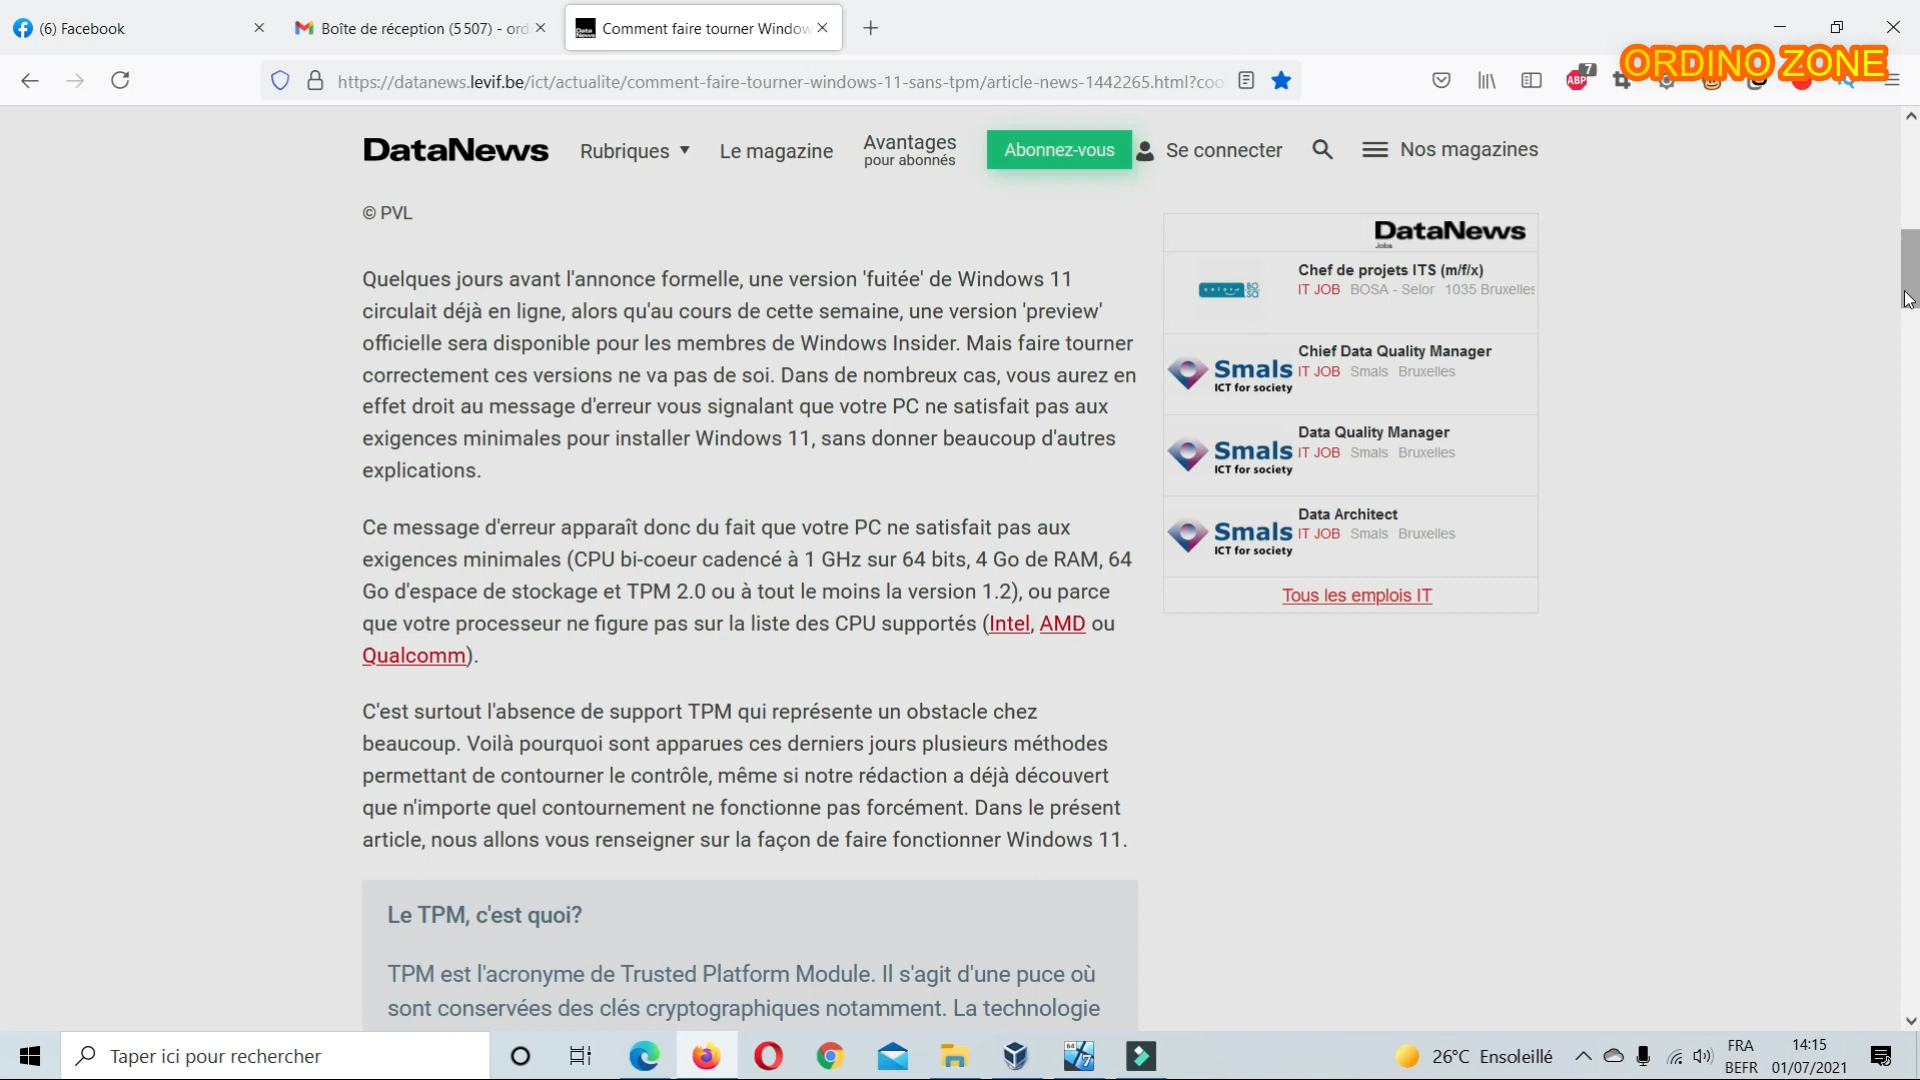 (6) Facebook
Boîte de réception (5 507) - ord
Comment faire tourner Window
ORDINO ZONE
https://datanews.levif.be/ict/actualite/comment-faire-tourner-windows-11-sans-tpm/article-news-1442265.html?coo
ABP
7
DataNews
Rubriques
Le magazine
Avantages
pour abonnés
Abonnez-vous
Se connecter
Nos magazines
© PVL
Quelques jours avant l'annonce formelle, une version 'fuitée' de Windows 11
circulait déjà en ligne, alors qu'au cours de cette semaine, une version 'preview'
officielle sera disponible pour les membres de Windows Insider. Mais faire tourner
correctement ces versions ne va pas de soi. Dans de nombreux cas, vous aurez en
effet droit au message d'erreur vous signalant que votre PC ne satisfait pas aux
exigences minimales pour installer Windows 11, sans donner beaucoup d'autres
explications.
Ce message d'erreur apparaît donc du fait que votre PC ne satisfait pas aux
exigences minimales (CPU bi-coeur cadencé à 1 GHz sur 64 bits, 4 Go de RAM, 64
Go d'espace de stockage et TPM 2.0 ou à tout le moins la version 1.2), ou parce
que votre processeur ne figure pas sur la liste des CPU supportés (Intel, AMD ou
Qualcomm).
C'est surtout l'absence de support TPM qui représente un obstacle chez
beaucoup. Voilà pourquoi sont apparues ces derniers jours plusieurs méthodes
permettant de contourner le contrôle, même si notre rédaction a déjà découvert
que n'importe quel contournement ne fonctionne pas forcément. Dans le présent
article, nous allons vous renseigner sur la façon de faire fonctionner Windows 11.
Le TPM, c'est quoi?
TPM est l'acronyme de Trusted Platform Module. Il s'agit d'une puce où
sont conservées des clés cryptographiques notamment. La technologie
DataNews
Jobs
Chef de projets ITS (m/f/x)
IT JOB BOSA - Selor 1035 Bruxelles
Smals
ICT for society
Chief Data Quality Manager
IT JOB Smals Bruxelles
Smals
ICT for society
Data Quality Manager
IT JOB Smals Bruxelles
Smals
ICT for society
Data Architect
IT JOB Smals Bruxelles
Tous les emplois IT
Taper ici pour rechercher
26°C Ensoleillé
FRA
BEFR
14:15
01/07/2021